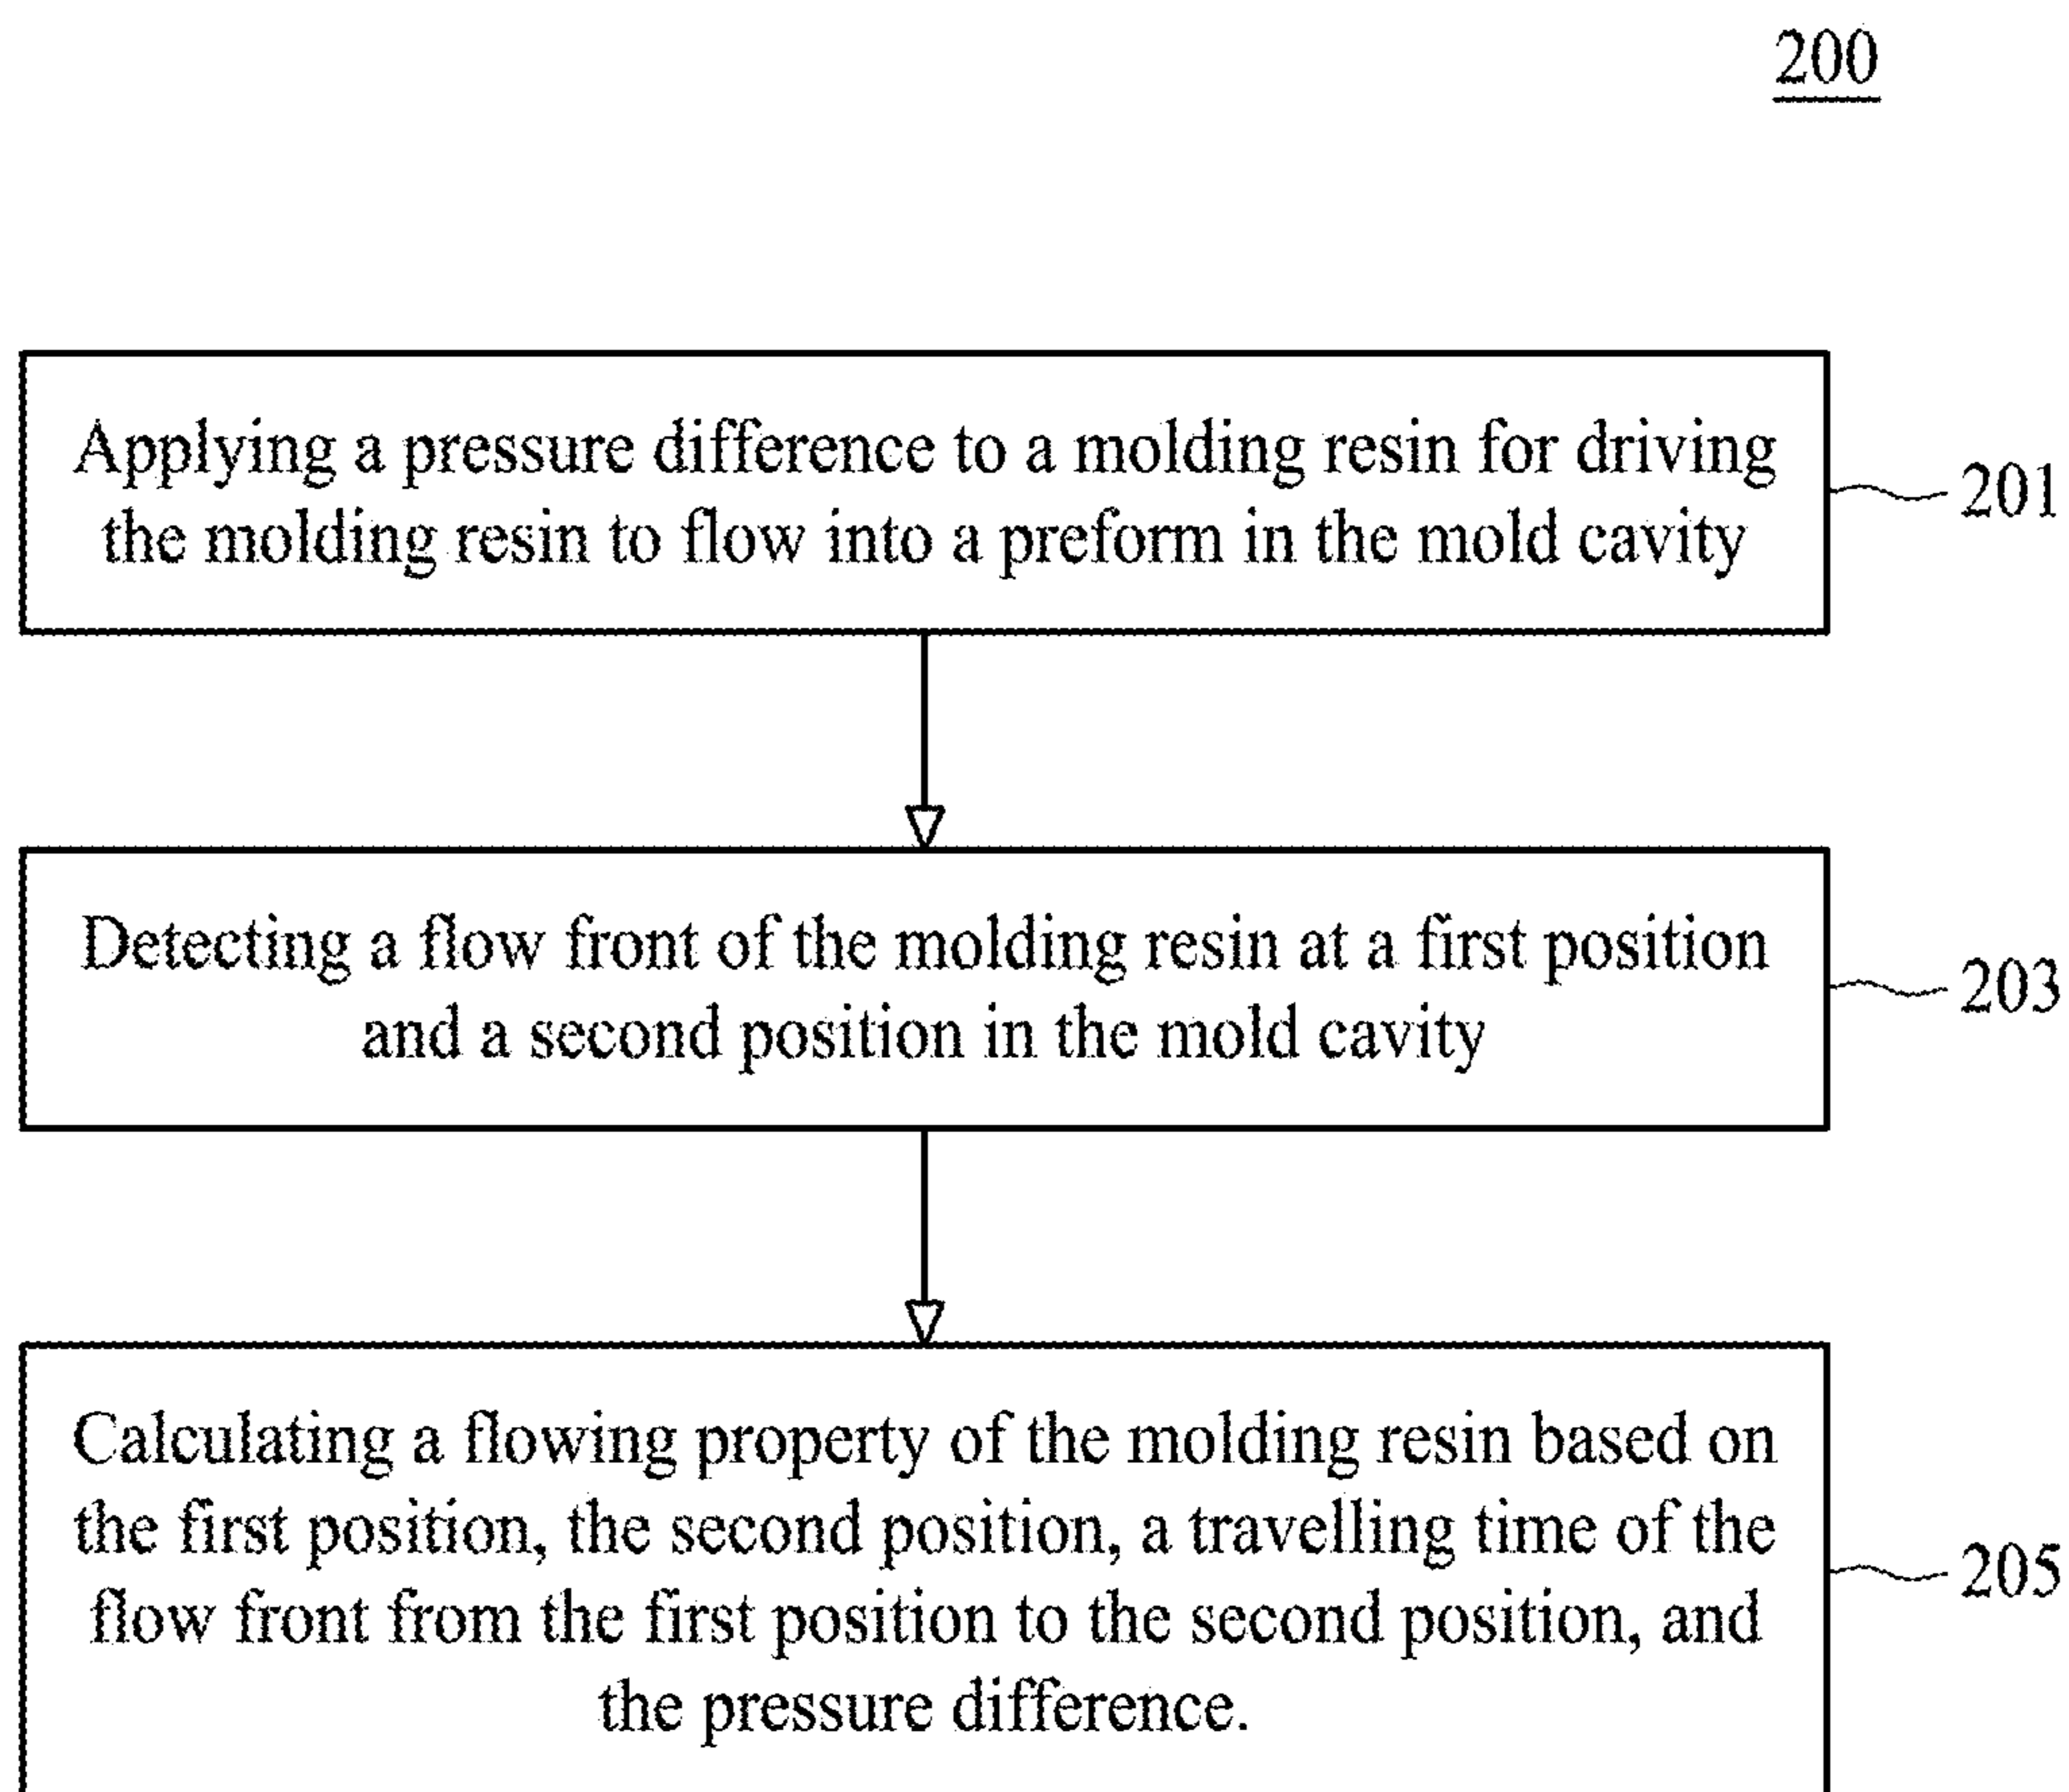 200
Applying a pressure difference to a molding resin for driving
the molding resin to flow into a preform in the mold cavity
201
Detecting a flow front of the molding resin at a first position
and a second position in the mold cavity
203
Calculating a flowing property of the molding resin based on
the first position, the second position, a travelling time of the
flow front from the first position to the second position, and
the pressure difference.
205